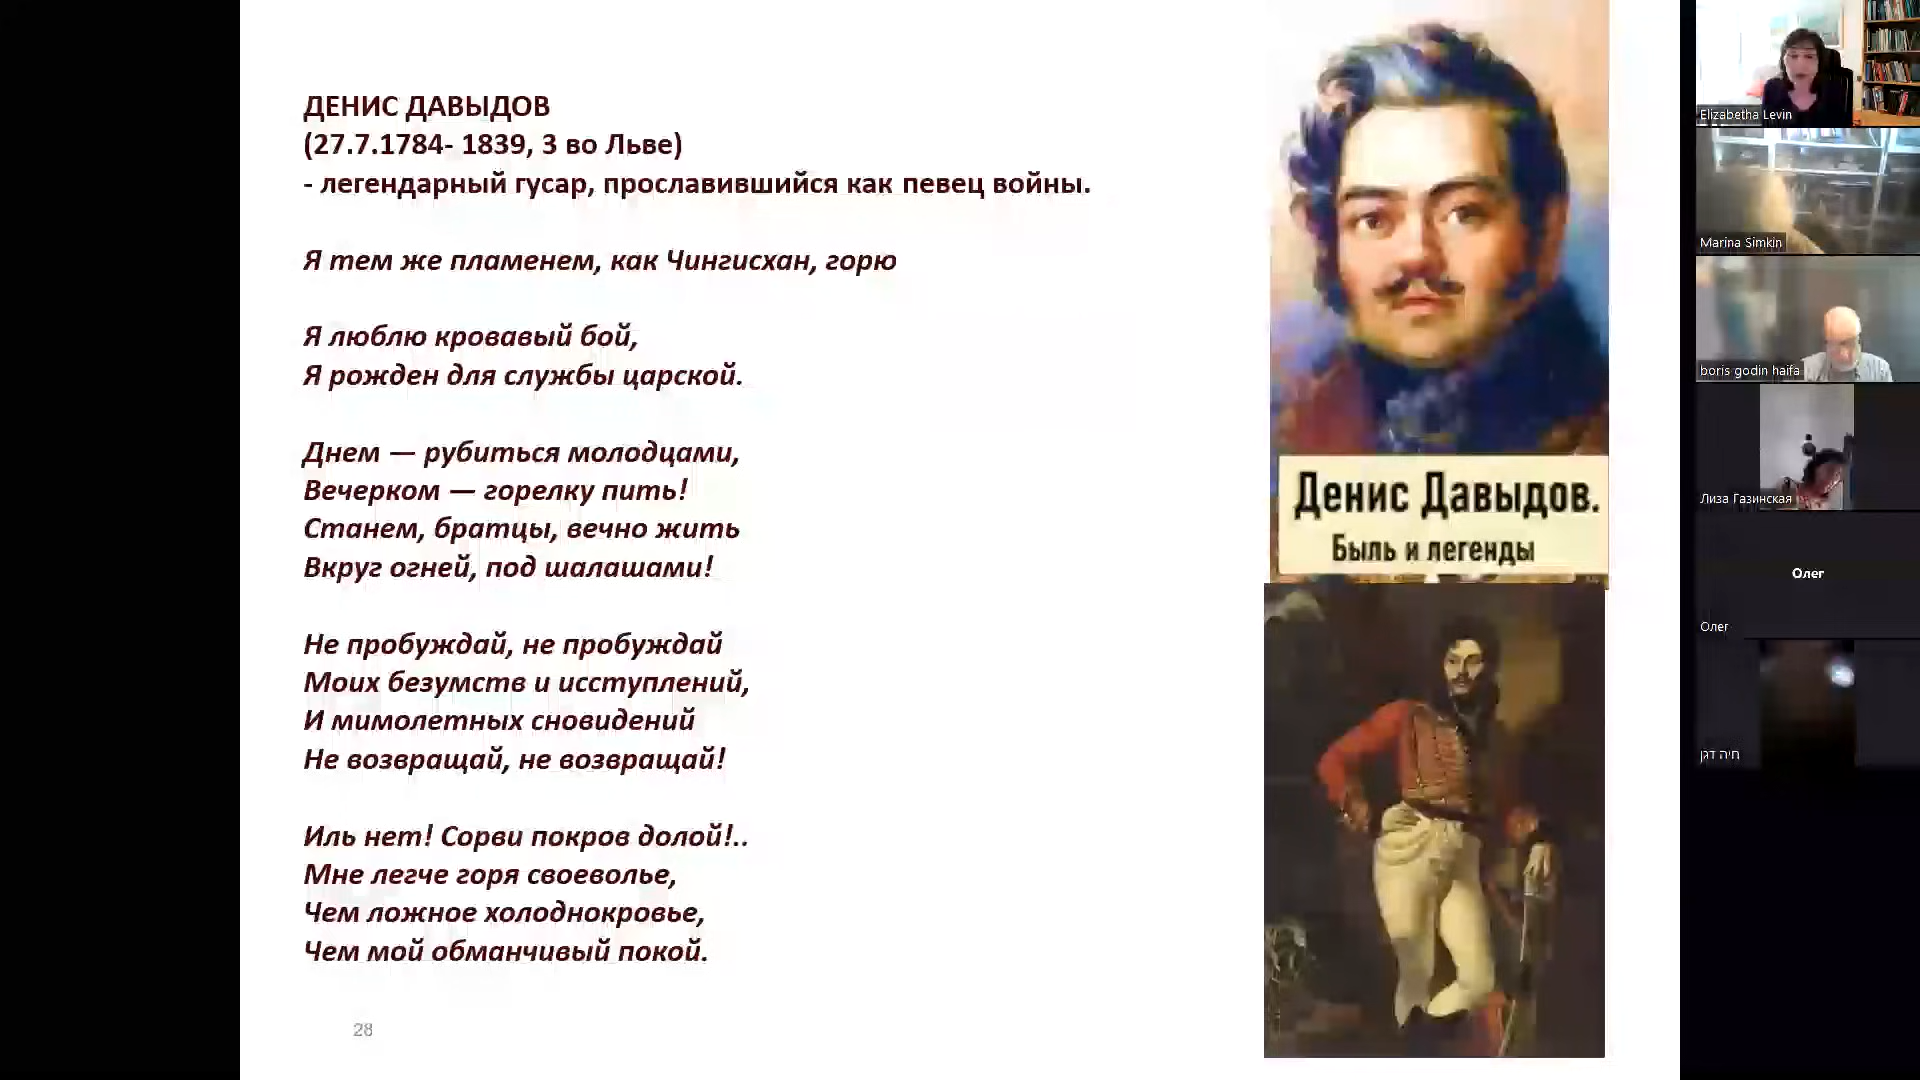 ДЕНИС ДАВЫДОВ
(27.7.1784- 1839, 3 во Льве)
- легендарный гусар, прославившийся как певец войны.
Я тем же пламенем, как Чингисхан, горю
Я люблю кровавый бой,
Я рожден для службы царской.
Днем — рубиться молодцами,
Вечерком — горелку пить!
Станем, братцы, вечно жить
Вкруг огней, под шалашами!
Не пробуждай, не пробуждай
Моих безумств и исступлений,
И мимолетных сновидений
Не возвращай, не возвращай!
Иль нет! Сорви покров долой!..
Мне легче горя своеволье,
Чем ложное холоднокровье,
Чем мой обманчивый покой.
28
Денис Давыдов.
Быль и легенды
Elizabetha Levin
Marina Simkin
boris godin haifa
Лиза Газинская
Олег
Олег
חיה דגן